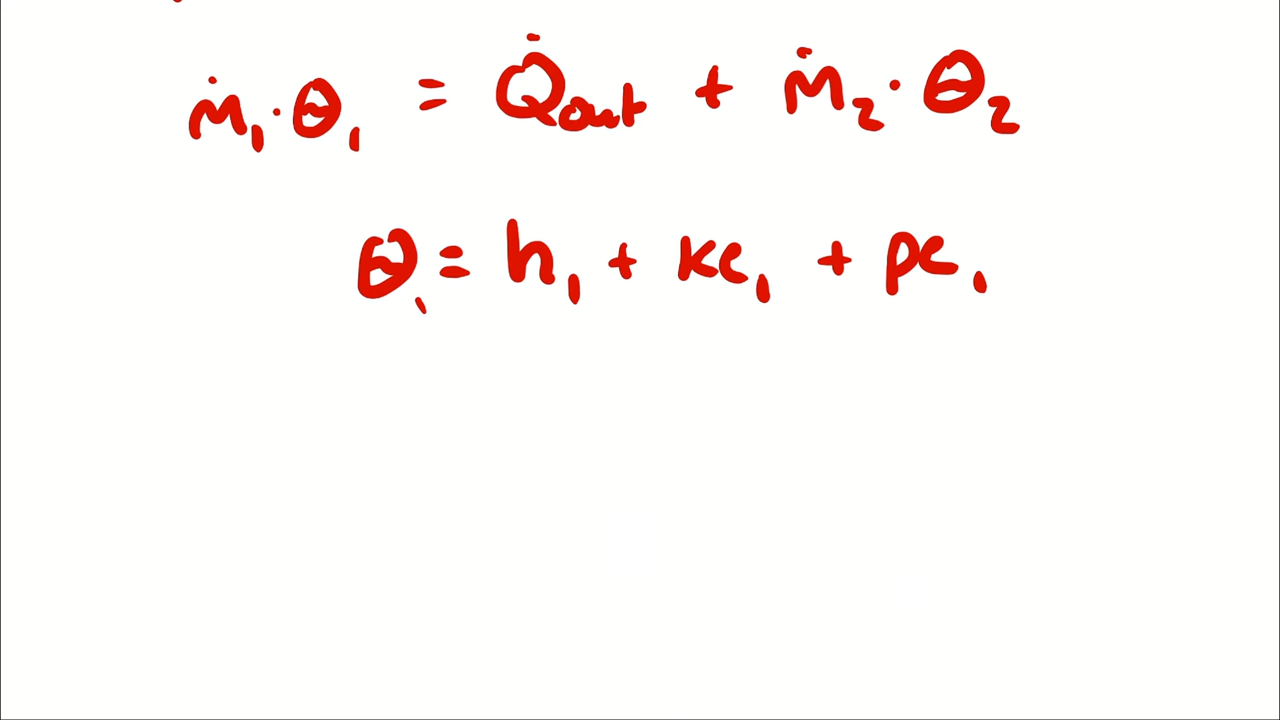 ṁ₁·θ₁ = Q̇out + ṁ₂·θ₂
θ₁ = h₁ + ke₁ + pe₁